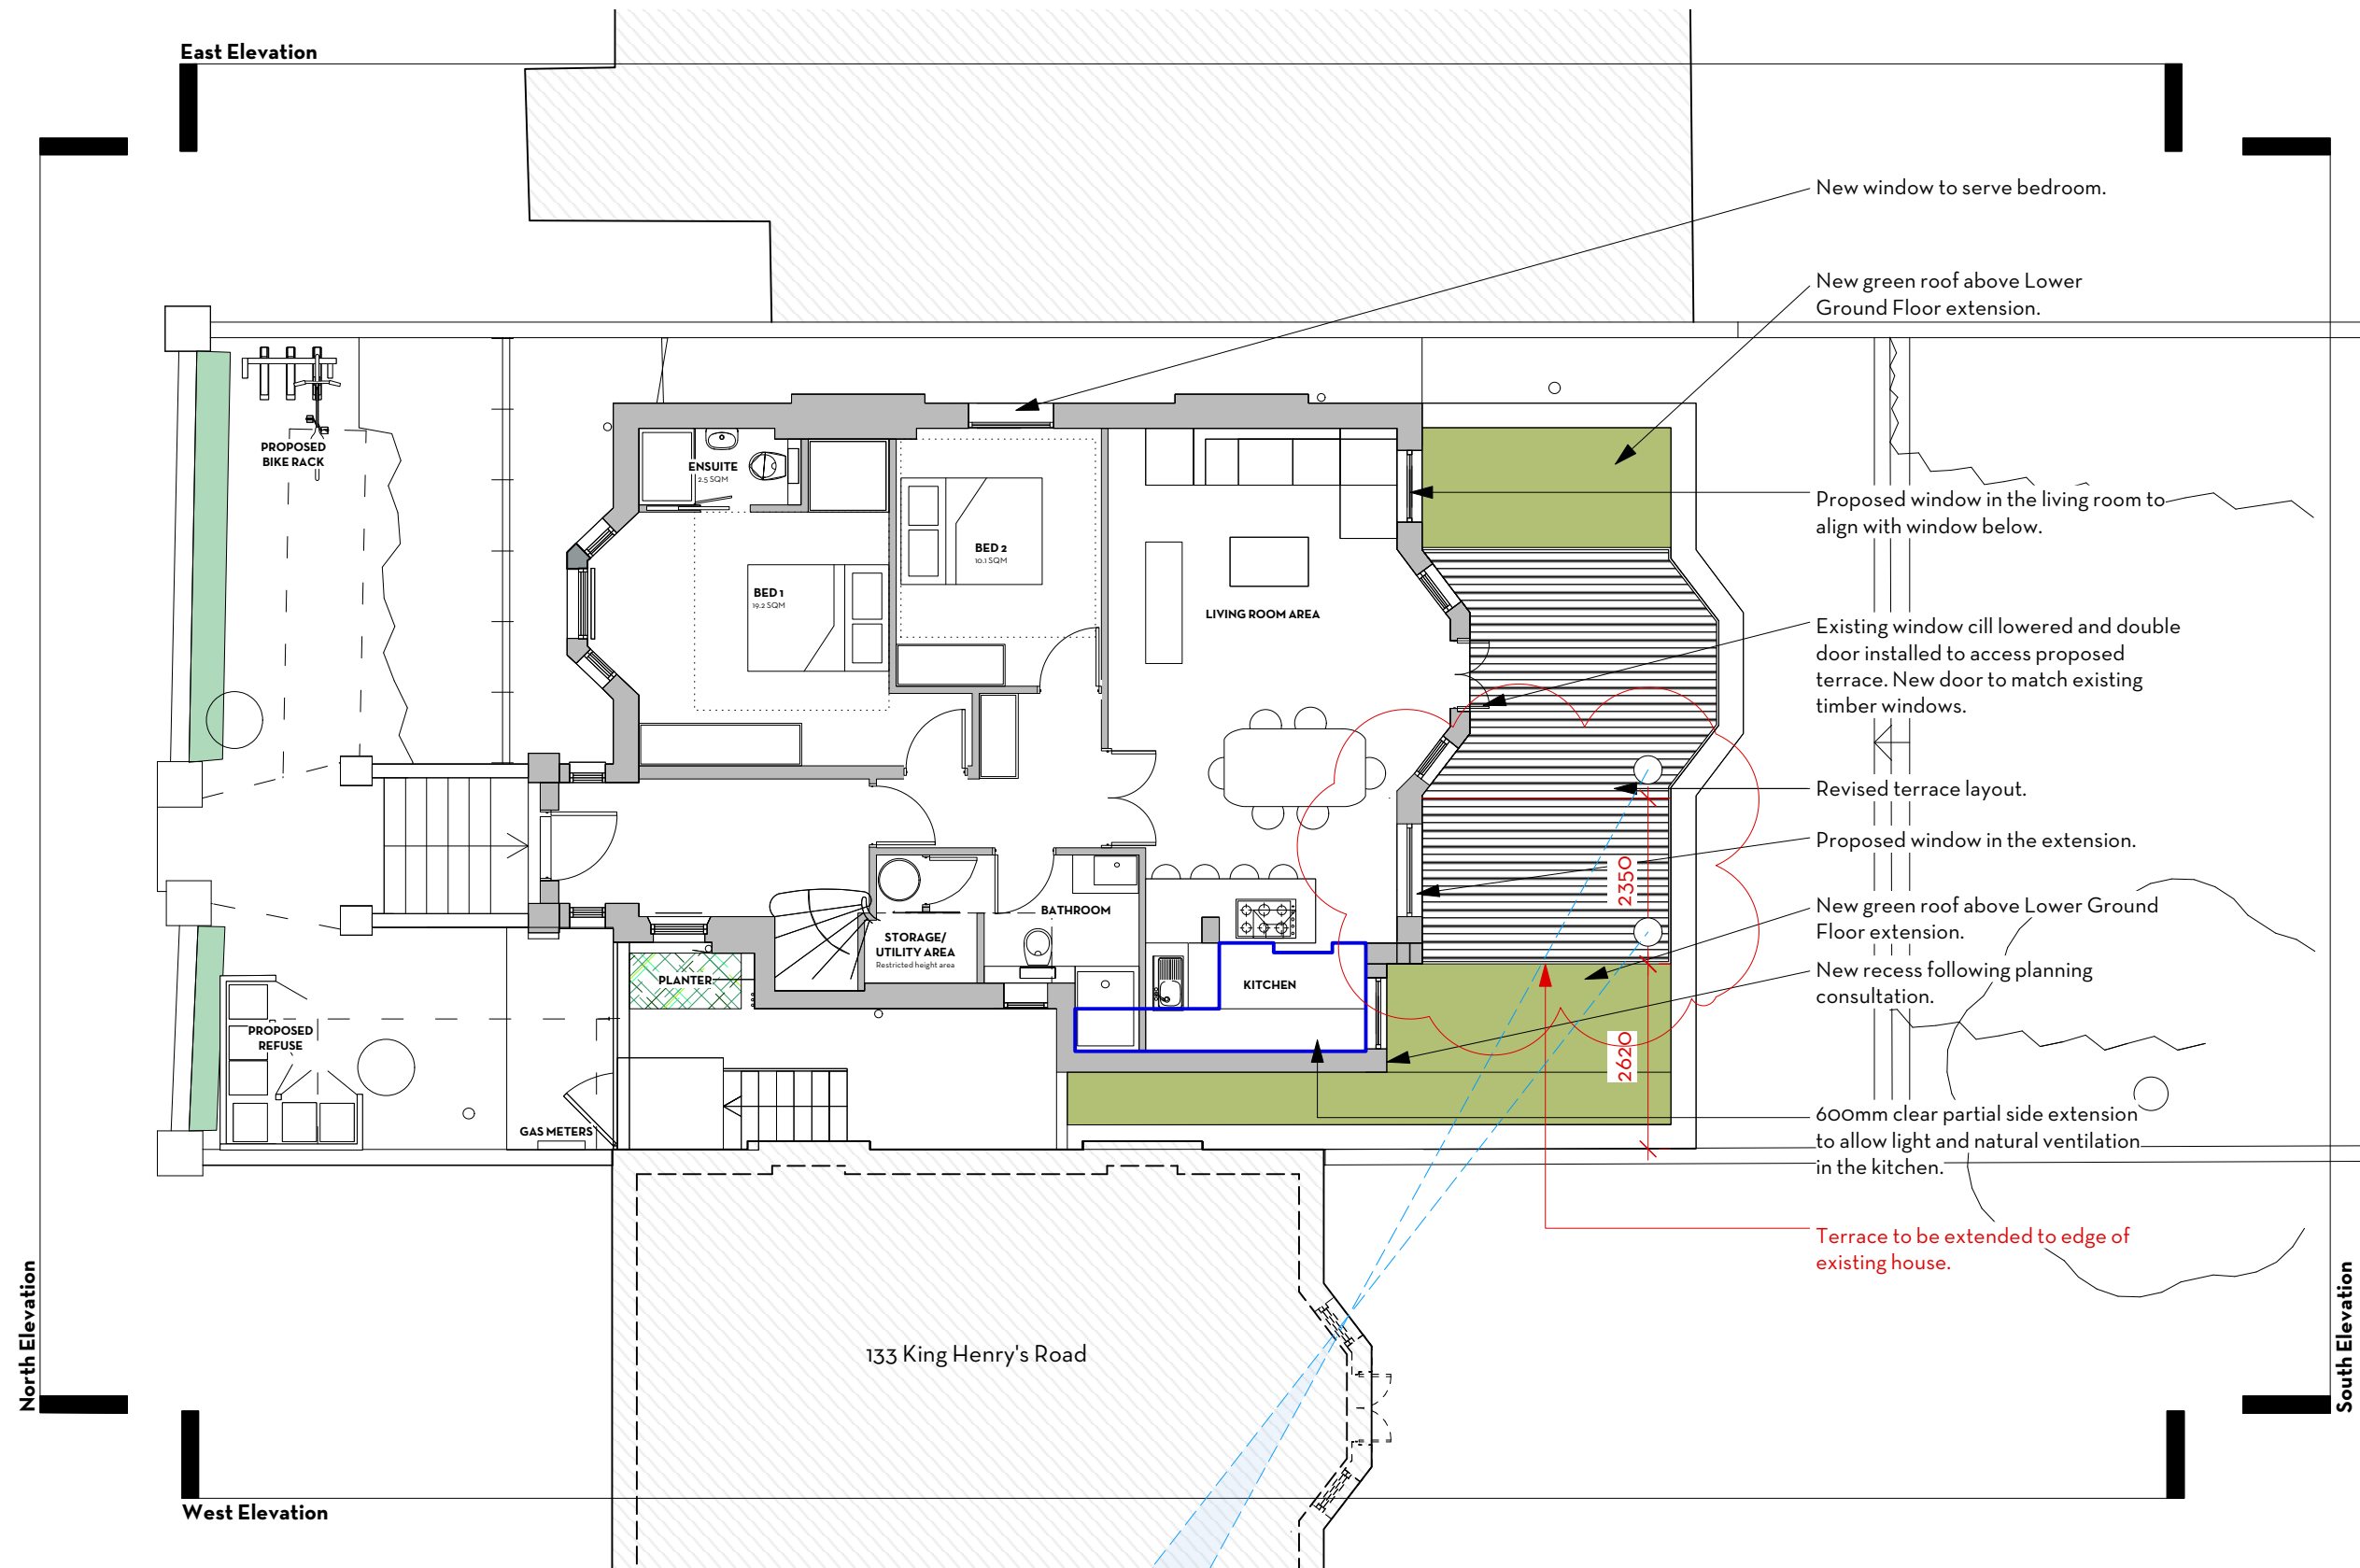 East Elevation
New window to serve bedroom.
New green roof above Lower
Ground Floor extension.
PROPOSED
BIKE RACK
ENSUITE
2.5 SQM
Proposed window in the living room to
align with window below.
BED 2
10.1 SQM
BED 1
19.2 SQM
LIVING ROOM AREA
Existing window cill lowered and double
door installed to access proposed
terrace. New door to match existing
timber windows.
Revised terrace layout.
Proposed window in the extension.
2350
New green roof above Lower Ground
Floor extension.
BATHROOM
STORAGE/
UTILITY AREA
Restricted height area
PLANTER
KITCHEN
New recess following planning
consultation.
PROPOSED
REFUSE
2620
GAS METERS
600mm clear partial side extension
to allow light and natural ventilation
in the kitchen.
Terrace to be extended to edge of
existing house.
133 King Henry's Road
North Elevation
South Elevation
West Elevation